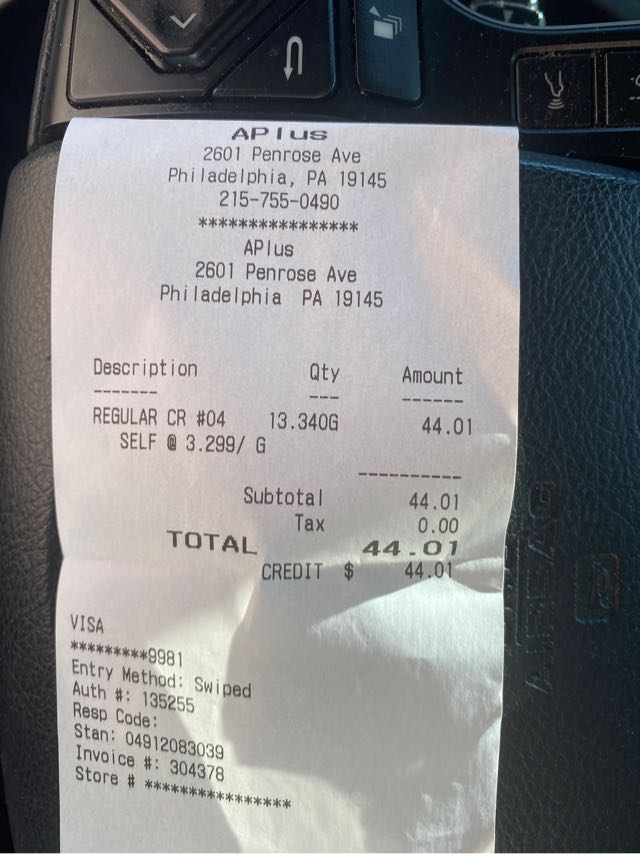 APlus
2601 Penrose Ave
Philadelphia, PA 19145
215-755-0490
****************
APlus
2601 Penrose Ave
Philadelphia PA 19145
Description Qty Amount
------- --- ------
REGULAR CR #04 13.340G 44.01
SELF @ 3.299/ G
----------
Subtotal 44.01
Tax 0.00
TOTAL 44.01
CREDIT $ 44.01
VISA
*********9981
Entry Method: Swiped
Auth #: 135255
Resp Code:
Stan: 04912083039
Invoice #: 304378
Store # ****************
AIRBAG